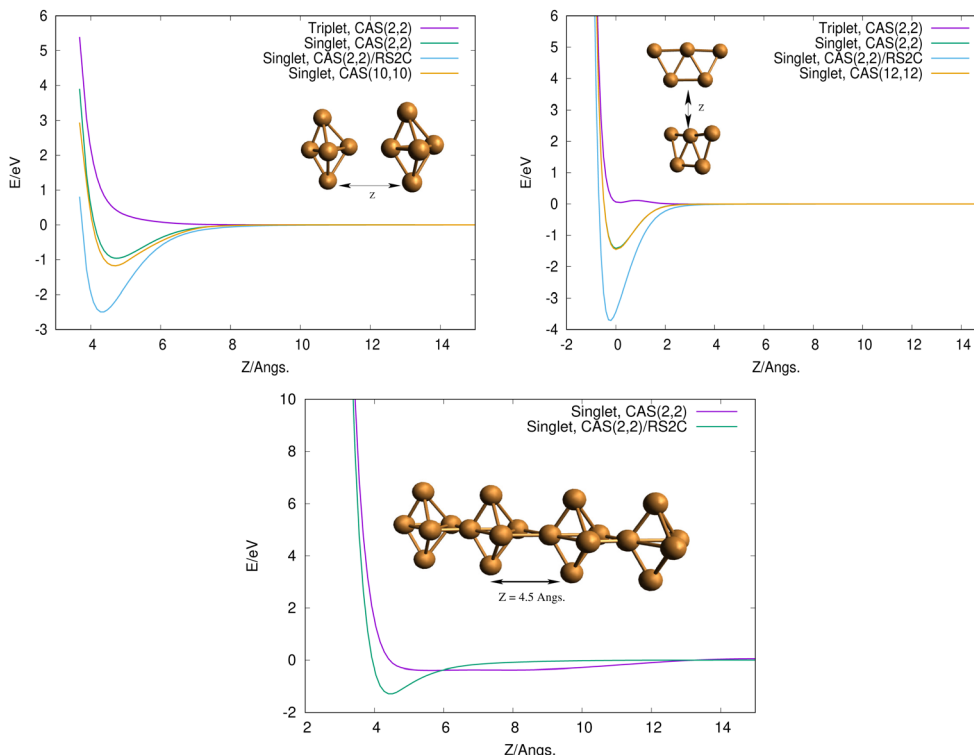 Triplet, CAS(2,2)
Singlet, CAS(2,2)
Singlet, CAS(2,2)/RS2C
Singlet, CAS(10,10)
E/eV
6
5
4
3
2
1
0
-1
-2
-3
Z
4 6 8 10 12 14
Z/Angs.
Triplet, CAS(2,2)
Singlet, CAS(2,2)
Singlet, CAS(2,2)/RS2C
Singlet, CAS(12,12)
E/eV
6
5
4
3
2
1
0
-1
-2
-3
-4
Z
-2 0 2 4 6 8 10 12 14
Z/Angs.
Singlet, CAS(2,2)
Singlet, CAS(2,2)/RS2C
E/eV
10
8
6
4
2
0
-2
Z = 4.5 Angs.
2 4 6 8 10 12 14
Z/Angs.